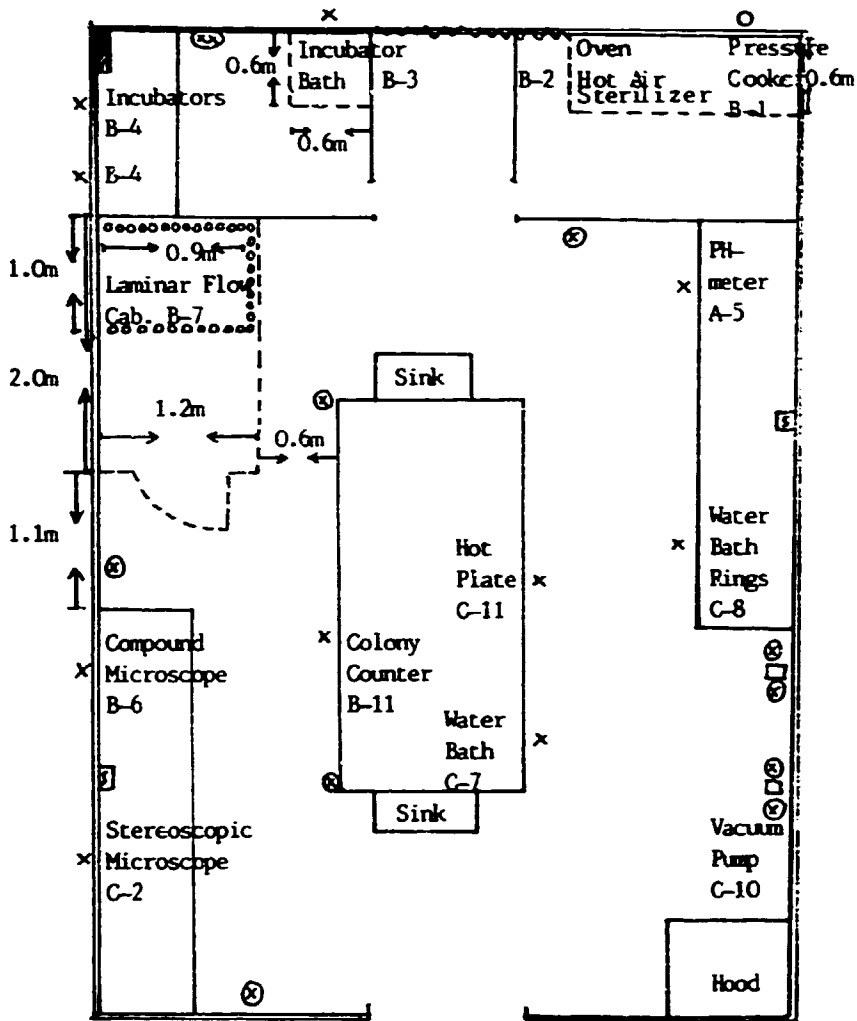 0.6m
Incubator
Bath
B-3
B-2
Oven
Hot Air
Sterilizer
Pressure
Cooker
B-1
0.6m
Incubators
B-4
B-4
0.6m
1.0m
0.9m
Laminar Flow
Cab. B-7
PH-
meter
A-5
2.0m
1.2m
0.6m
Sink
1.1m
Hot
Plate
C-11
Water
Bath
Rings
C-8
Compound
Microscope
B-6
Colony
Counter
B-11
Water
Bath
C-7
Sink
Stereoscopic
Microscope
C-2
Vacuum
Pump
C-10
Hood